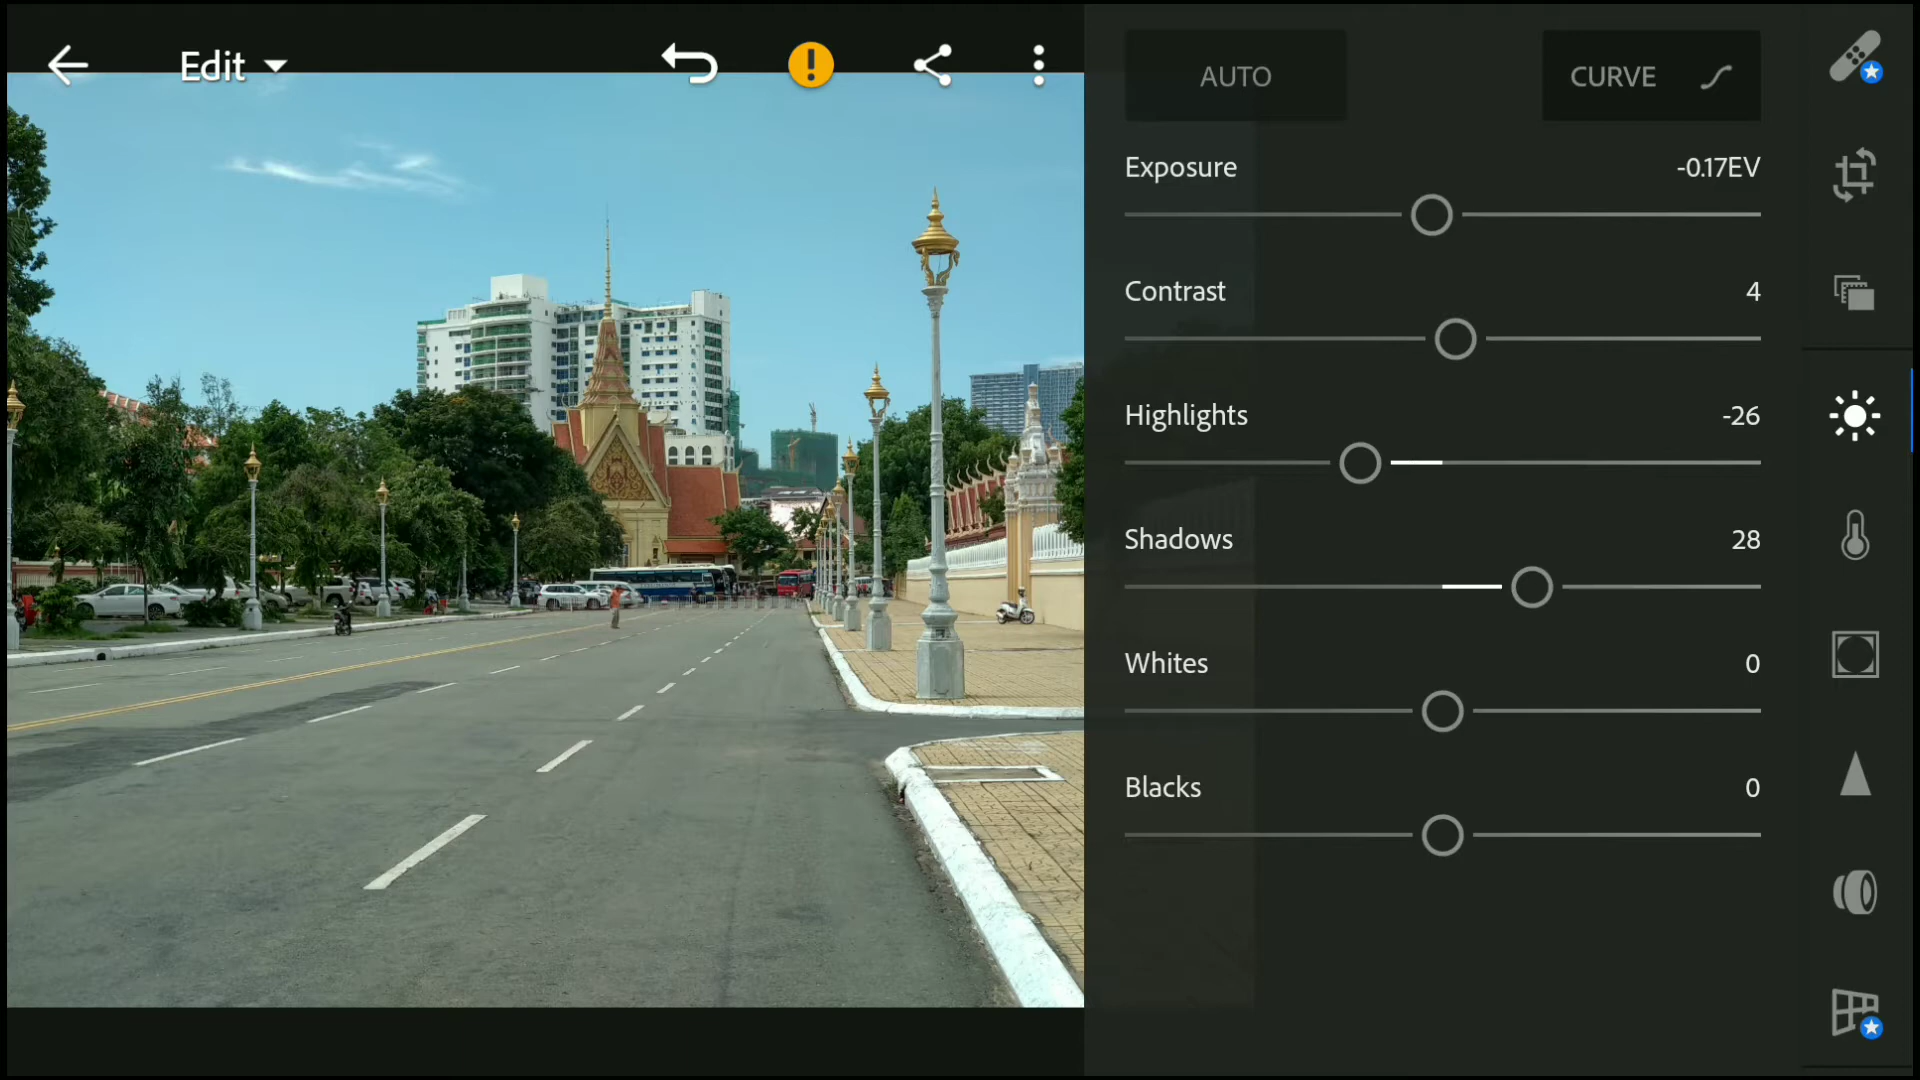 Edit
AUTO
CURVE
Exposure
-0.17EV
Contrast
4
Highlights
-26
Shadows
28
Whites
0
Blacks
0